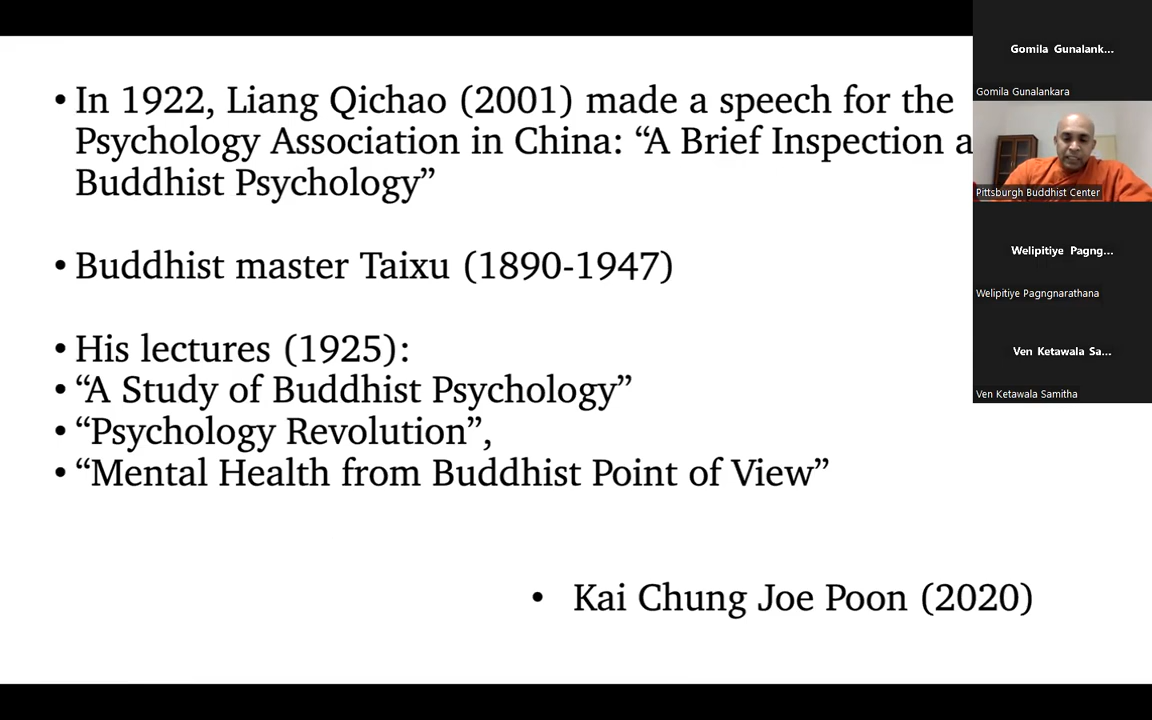 • In 1922, Liang Qichao (2001) made a speech for the
Psychology Association in China: “A Brief Inspection
Buddhist Psychology”
• Buddhist master Taixu (1890-1947)
• His lectures (1925):
• “A Study of Buddhist Psychology”
• “Psychology Revolution”,
• “Mental Health from Buddhist Point of View”
• Kai Chung Joe Poon (2020)
Gomila Gunalank...
Gomila Gunalankara
Pittsburgh Buddhist Center
Welipitiye Pagng...
Welipitiye Pagngnarathana
Ven Ketawala Sa...
Ven Ketawala Samitha